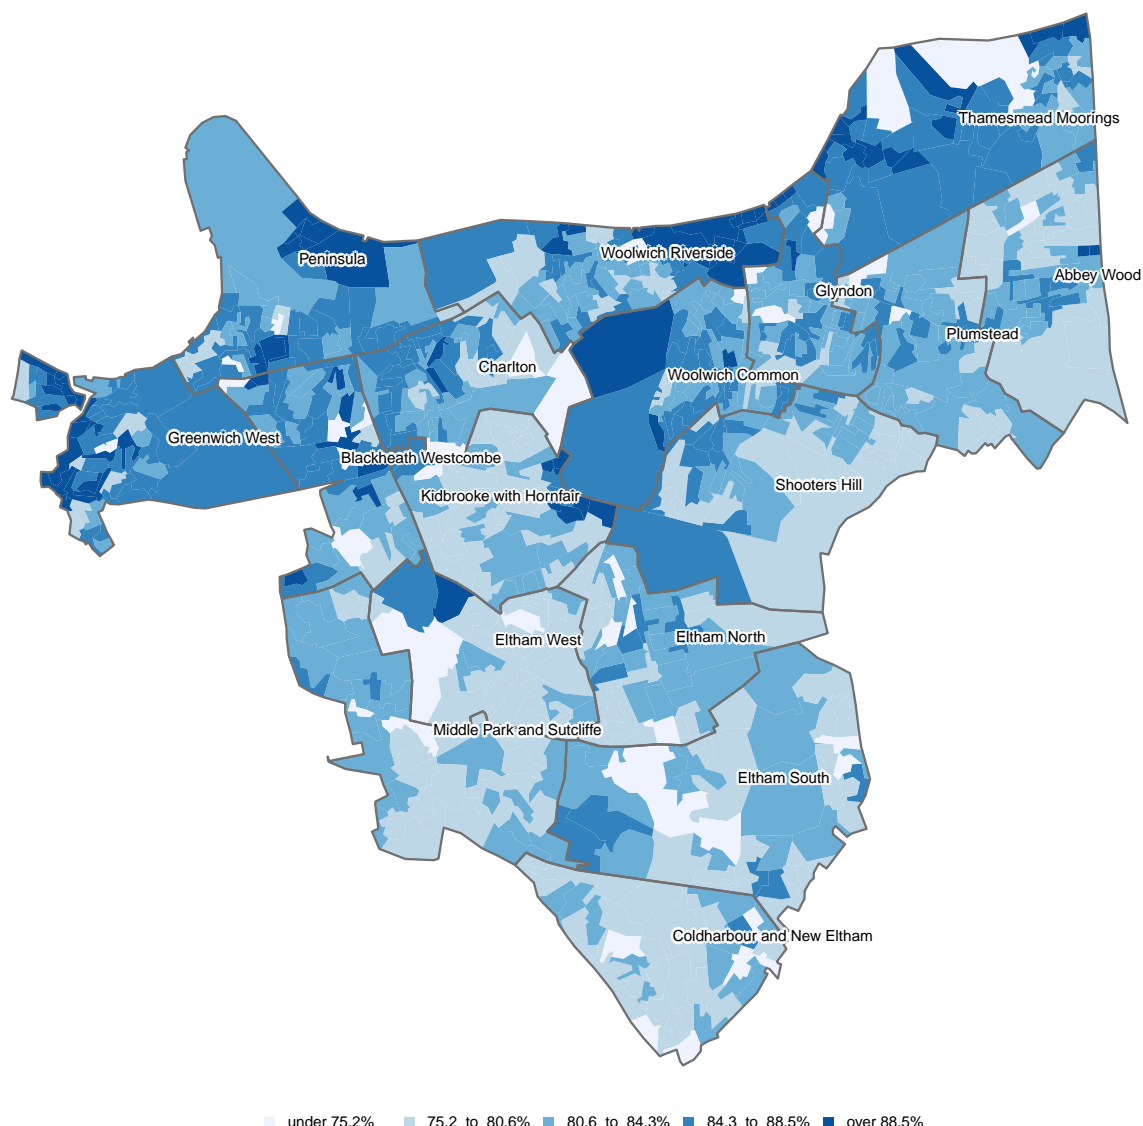 Thamesmead Moorings
Peninsula
Woolwich Riverside
Abbey Wood
Glyndon
Plumstead
Charlton
Woolwich Common
Greenwich West
Blackheath Westcombe
Shooters Hill
Kidbrooke with Hornfair
Eltham West
Eltham North
Middle Park and Sutcliffe
Eltham South
Coldharbour and New Eltham
under 75.2% 75.2 to 80.6% 80.6 to 84.3% 84.3 to 88.5% over 88.5%